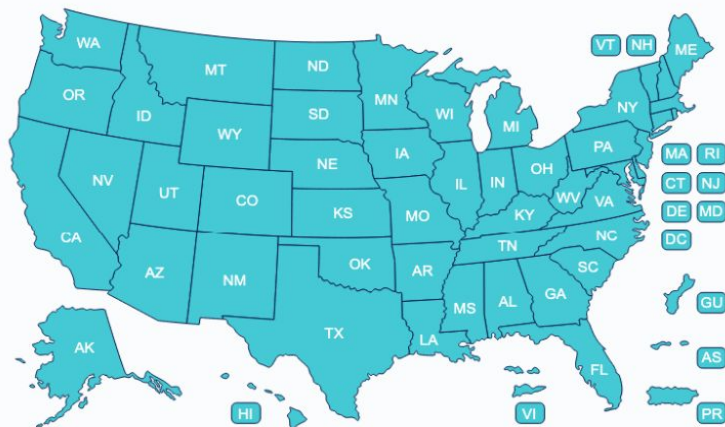 WA
MT
ND
MN
VT NH
ME
OR
ID
SD
WI
MI
NY
WY
IA
PA
MA RI
NE
NV
UT
CO
IL
IN
OH
CT NJ
WV
VA
KS
MO
KY
DE MD
CA
NC
DC
TN
AZ
NM
OK
AR
SC
MS
AL
GA
GU
TX
LA
AK
AS
FL
HI
VI
PR